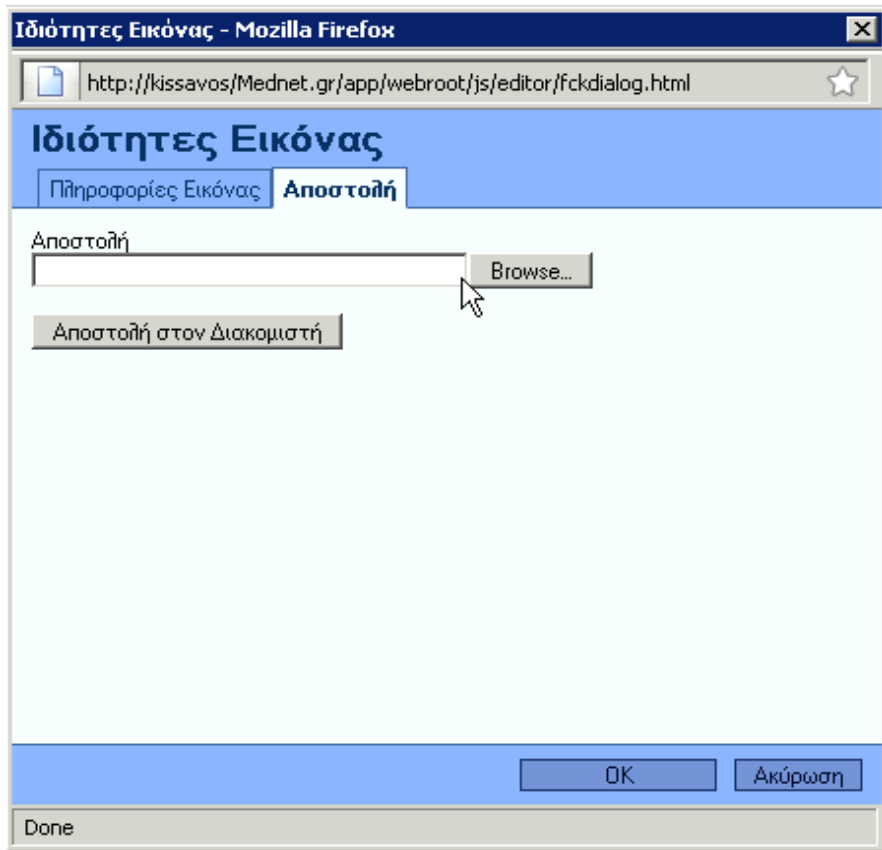 Ιδιότητες Εικόνας - Mozilla Firefox
http://kissavos/Mednet.gr/app/webroot/js/editor/fckdialog.html
Ιδιότητες Εικόνας
Πληροφορίες Εικόνας Αποστολή
Αποστολή
Browse...
Αποστολή στον Διακομιστή
OK Ακύρωση
Done